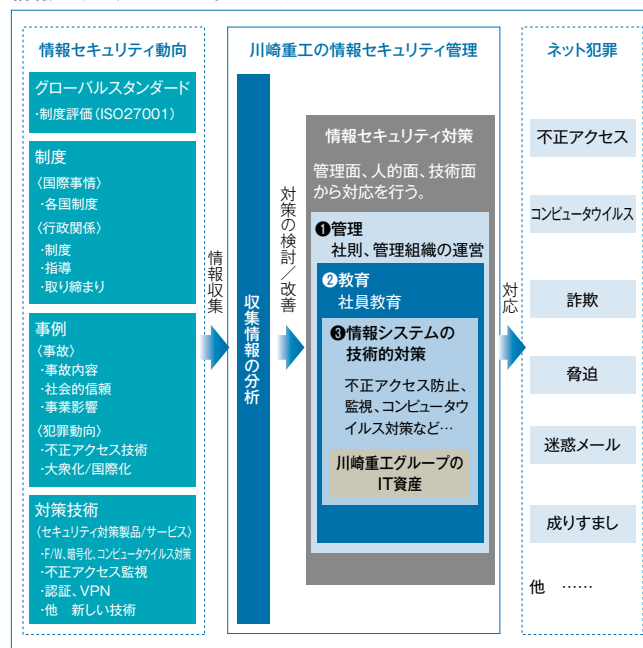 情報セキュリティ動向
グローバルスタンダード
・制度評価（ISO27001）
制度
〈国際事情〉
・各国制度
〈行政関係〉
・制度
・指導
・取り締まり
事例
〈事故〉
・事故内容
・社会的信頼
・事業影響
〈犯罪動向〉
・不正アクセス技術
・大衆化/国際化
対策技術
〈セキュリティ対策製品/サービス〉
・F/W、暗号化、コンピュータウイルス対策
・不正アクセス監視
・認証、VPN
・他　新しい技術
情報収集
川崎重工の情報セキュリティ管理
収集情報の分析
対策の検討／改善
情報セキュリティ対策
管理面、人的面、技術面
から対応を行う。
❶管理
社則、管理組織の運営
❷教育
社員教育
❸情報システムの
技術的対策
不正アクセス防止、
監視、コンピュータウ
イルス対策など…
川崎重工グループの
IT資産
対応
ネット犯罪
不正アクセス
コンピュータウイルス
詐欺
脅迫
迷惑メール
成りすまし
他　……